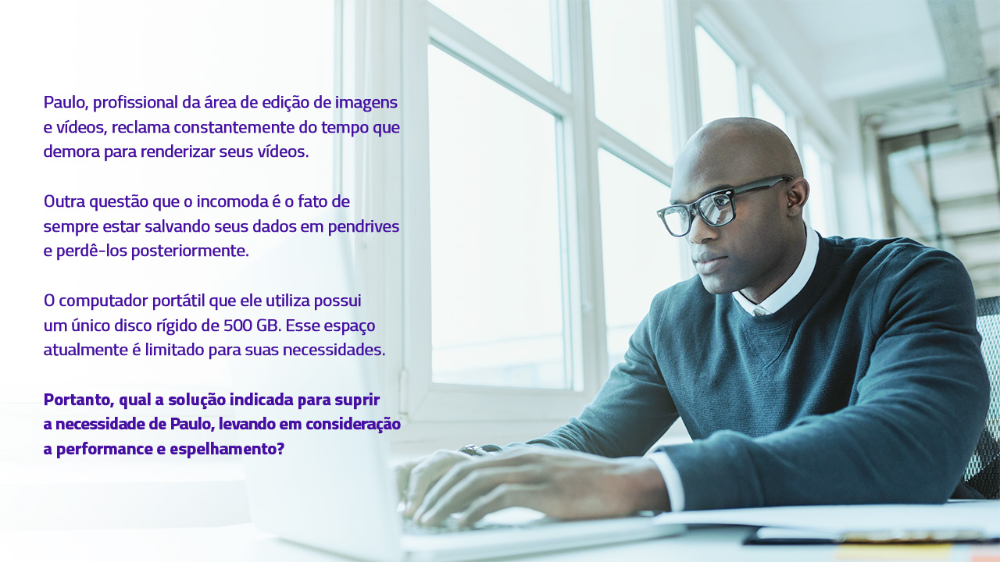 Paulo, profissional da área de edição de imagens
e vídeos, reclama constantemente do tempo que
demora para renderizar seus vídeos.
Outra questão que o incomoda é o fato de
sempre estar salvando seus dados em pendrives
e perdê-los posteriormente.
O computador portátil que ele utiliza possui
um único disco rígido de 500 GB. Esse espaço
atualmente é limitado para suas necessidades.
Portanto, qual a solução indicada para suprir
a necessidade de Paulo, levando em consideração
a performance e espelhamento?